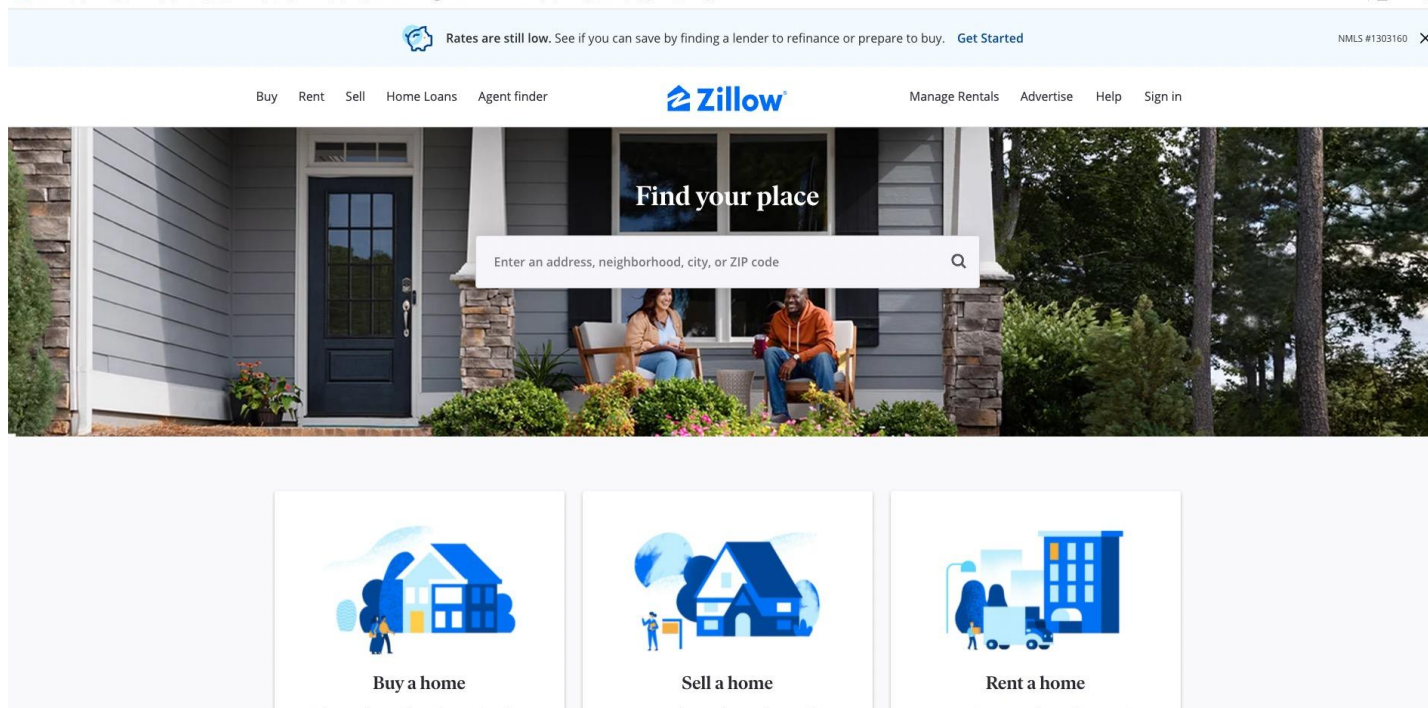 Rates are still low. See if you can save by finding a lender to refinance or prepare to buy. Get Started
NMLS #1303160
Buy Rent Sell Home Loans Agent finder
Zillow
Manage Rentals Advertise Help Sign in
Find your place
Enter an address, neighborhood, city, or ZIP code
Buy a home
Sell a home
Rent a home